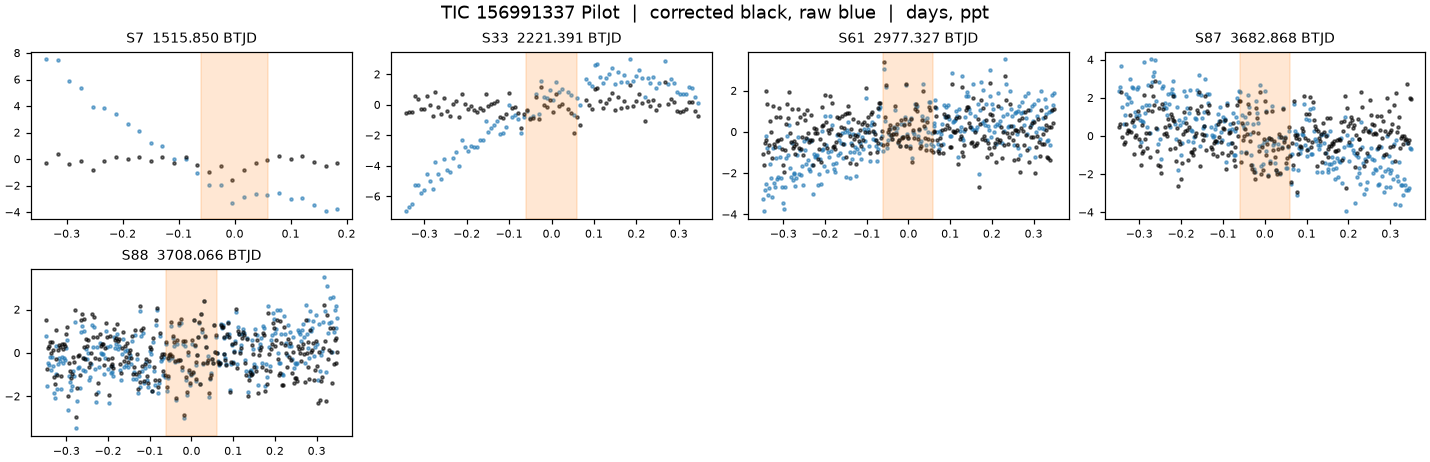 TIC 156991337 Pilot | corrected black, raw blue | days, ppt
S7 1515.850 BTJD
S33 2221.391 BTJD
S61 2977.327 BTJD
S87 3682.868 BTJD
8
6
4
2
0
−2
−4
−0.3 −0.2 −0.1 0.0 0.1 0.2
2
0
−2
−4
−6
−0.3 −0.2 −0.1 0.0 0.1 0.2 0.3
2
0
−2
−4
−0.3 −0.2 −0.1 0.0 0.1 0.2 0.3
4
2
0
−2
−4
−0.3 −0.2 −0.1 0.0 0.1 0.2 0.3
S88 3708.066 BTJD
2
0
−2
−0.3 −0.2 −0.1 0.0 0.1 0.2 0.3